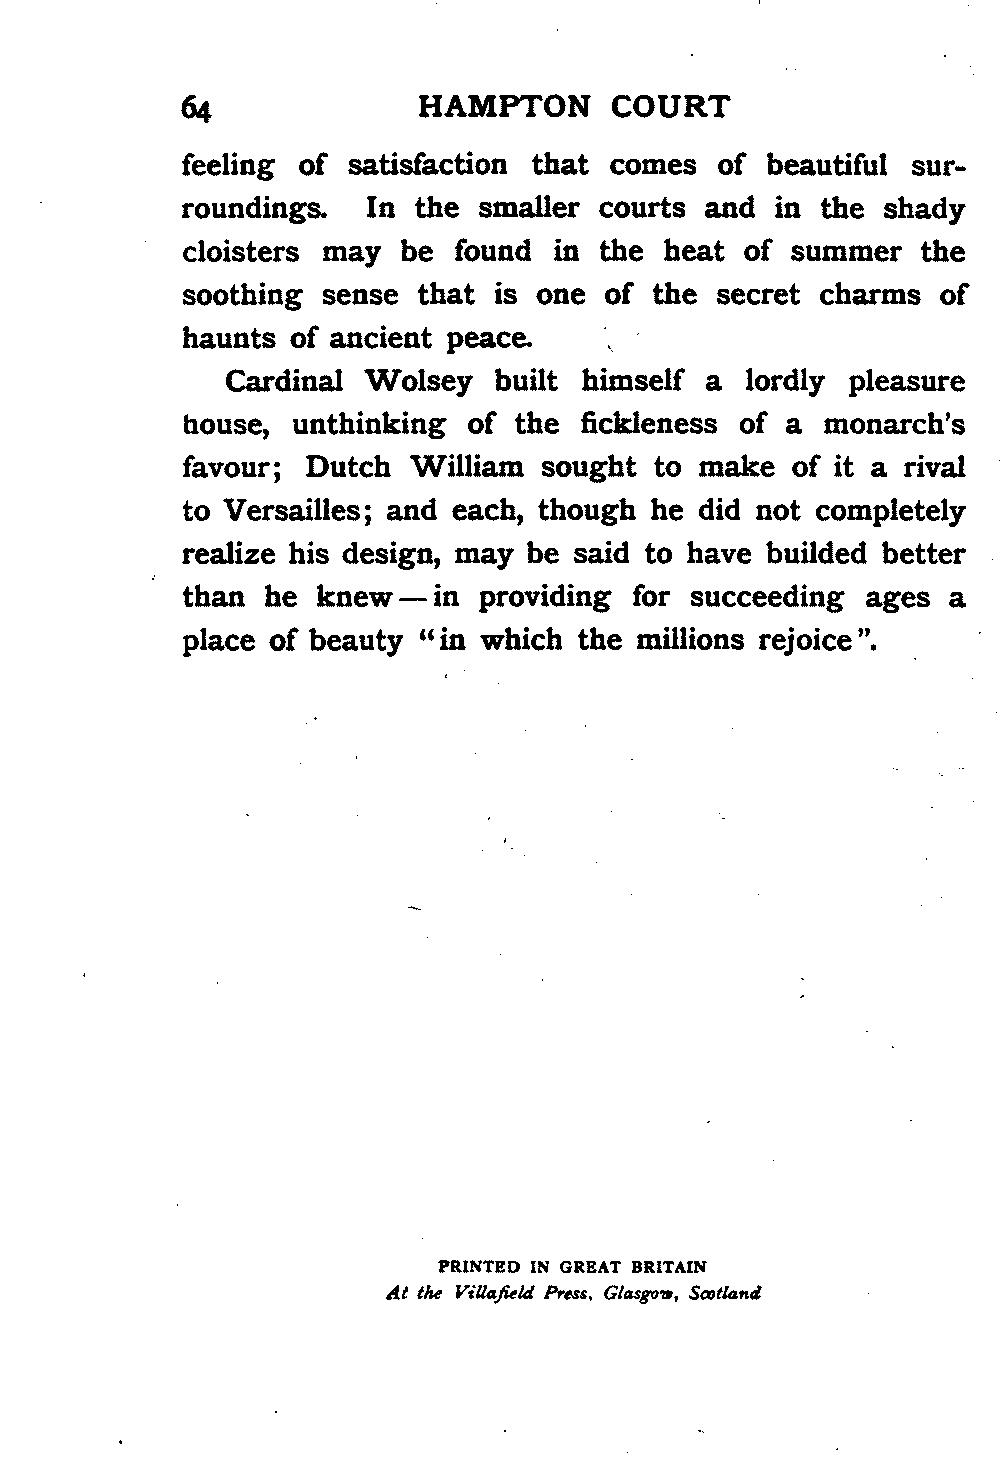 64 HAMPTON COURT
feeling of satisfaction that comes of beautiful sur-
roundings. In the smaller courts and in the shady
cloisters may be found in the heat of summer the
soothing sense that is one of the secret charms of
haunts of ancient peace.
Cardinal Wolsey built himself a lordly pleasure
house, unthinking of the fickleness of a monarch's
favour; Dutch William sought to make of it a rival
to Versailles; and each, though he did not completely
realize his design, may be said to have builded better
than he knew—in providing for succeeding ages a
place of beauty "in which the millions rejoice".
PRINTED IN GREAT BRITAIN
At the Villafield Press, Glasgow, Scotland